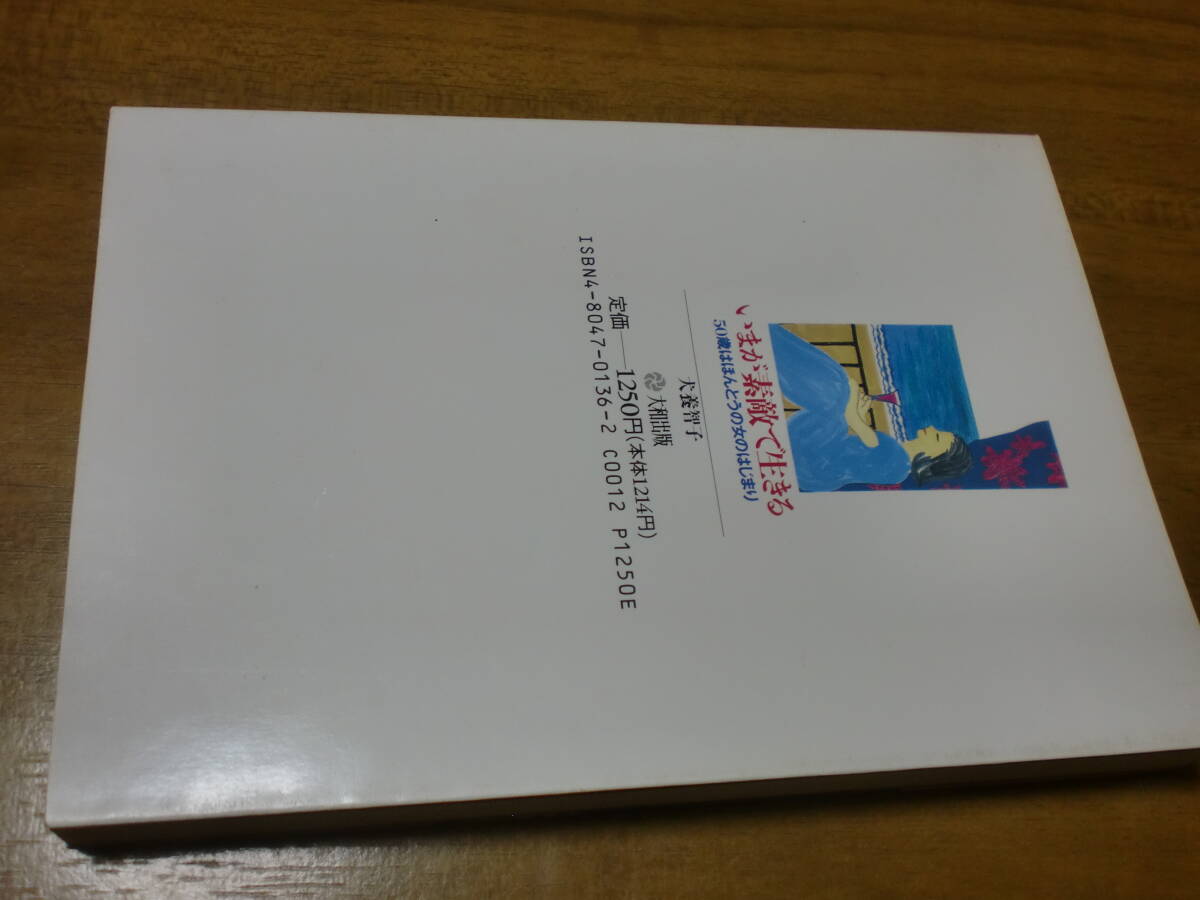 いまが素敵で生きる
50歳はほんとうの女のはじまり
犬養智子
大和出版
定価——1250円(本体1214円)
ISBN4-8047-0136-2 C0012 P1250E